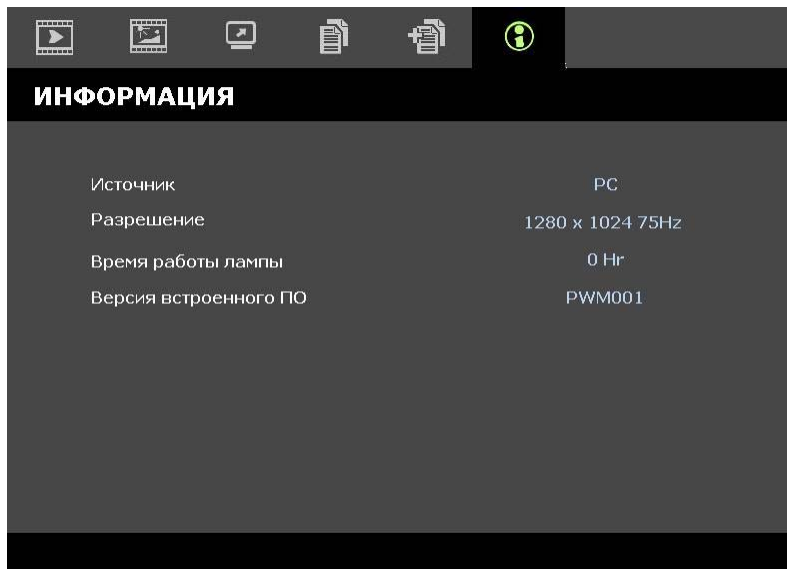 ИНФОРМАЦИЯ
Источник PC
Разрешение 1280 x 1024 75Hz
Время работы лампы 0 Hr
Версия встроенного ПО PWM001